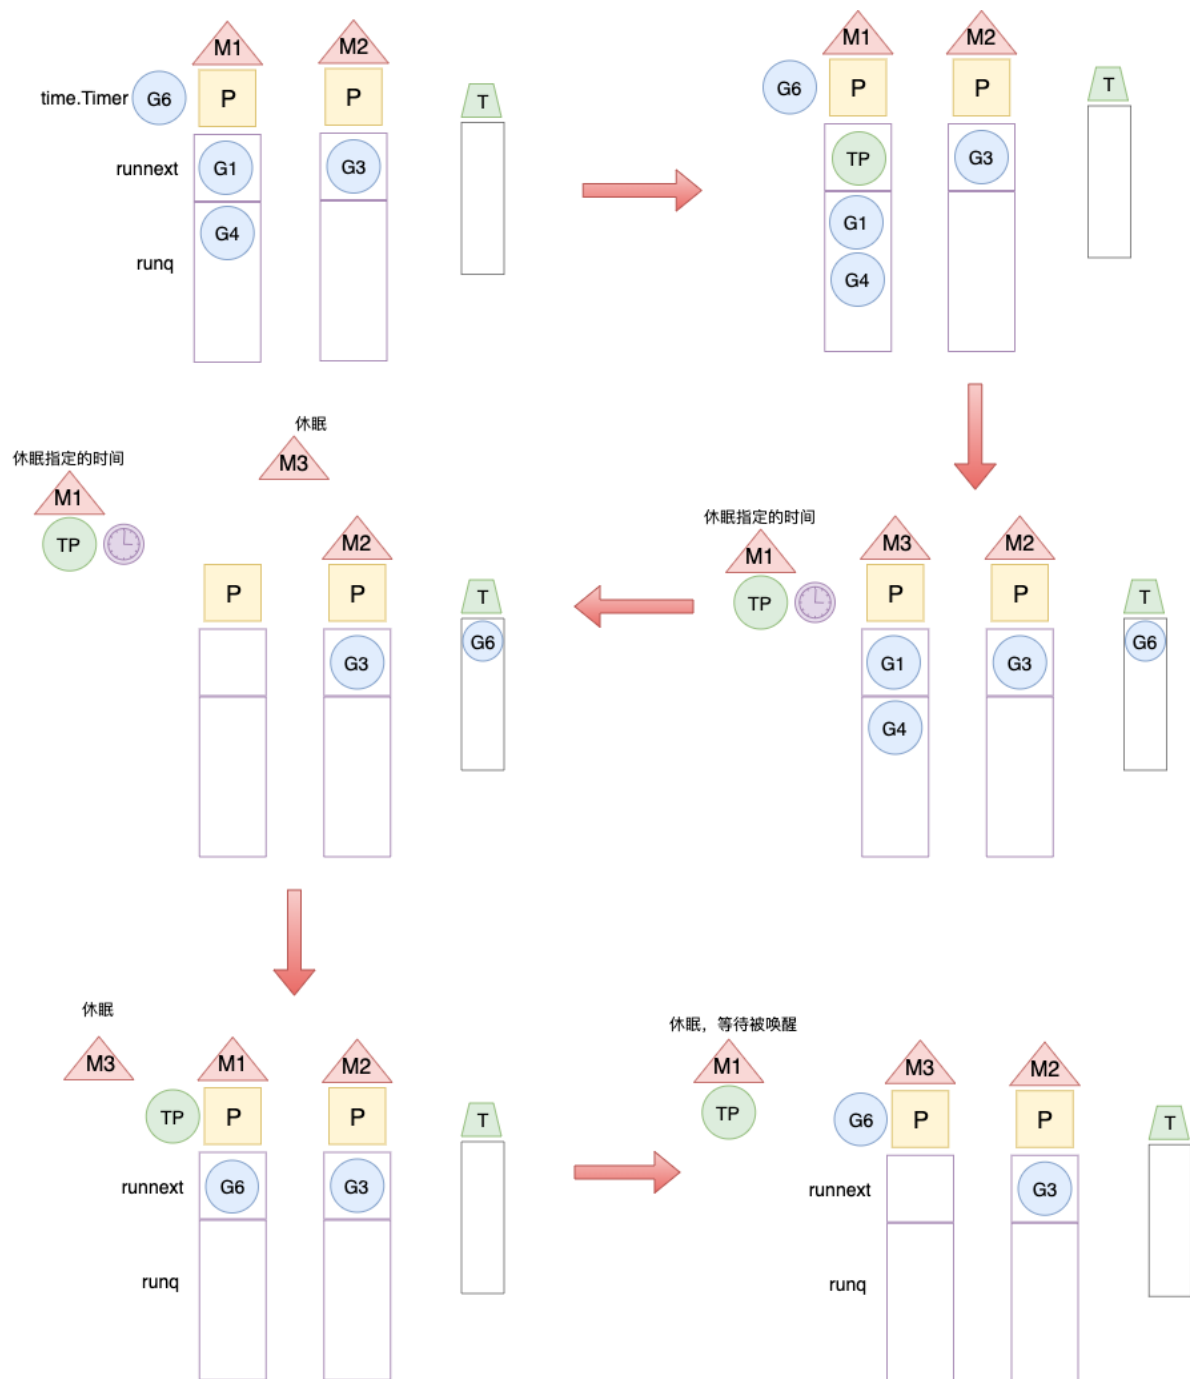 M1
M2
time.Timer
G6
P
P
T
runnext
G1
G3
G4
runq
M1
M2
G6
P
P
T
TP
G3
G1
G4
休眠
M3
休眠指定的时间
M1
TP
M2
P
P
T
G3
G6
休眠指定的时间
M1
TP
M3
M2
P
P
T
G6
G1
G3
G4
休眠
M3
M1
M2
TP
P
P
T
runnext
G6
G3
runq
休眠，等待被唤醒
M1
TP
M3
M2
G6
P
P
T
runnext
G3
runq